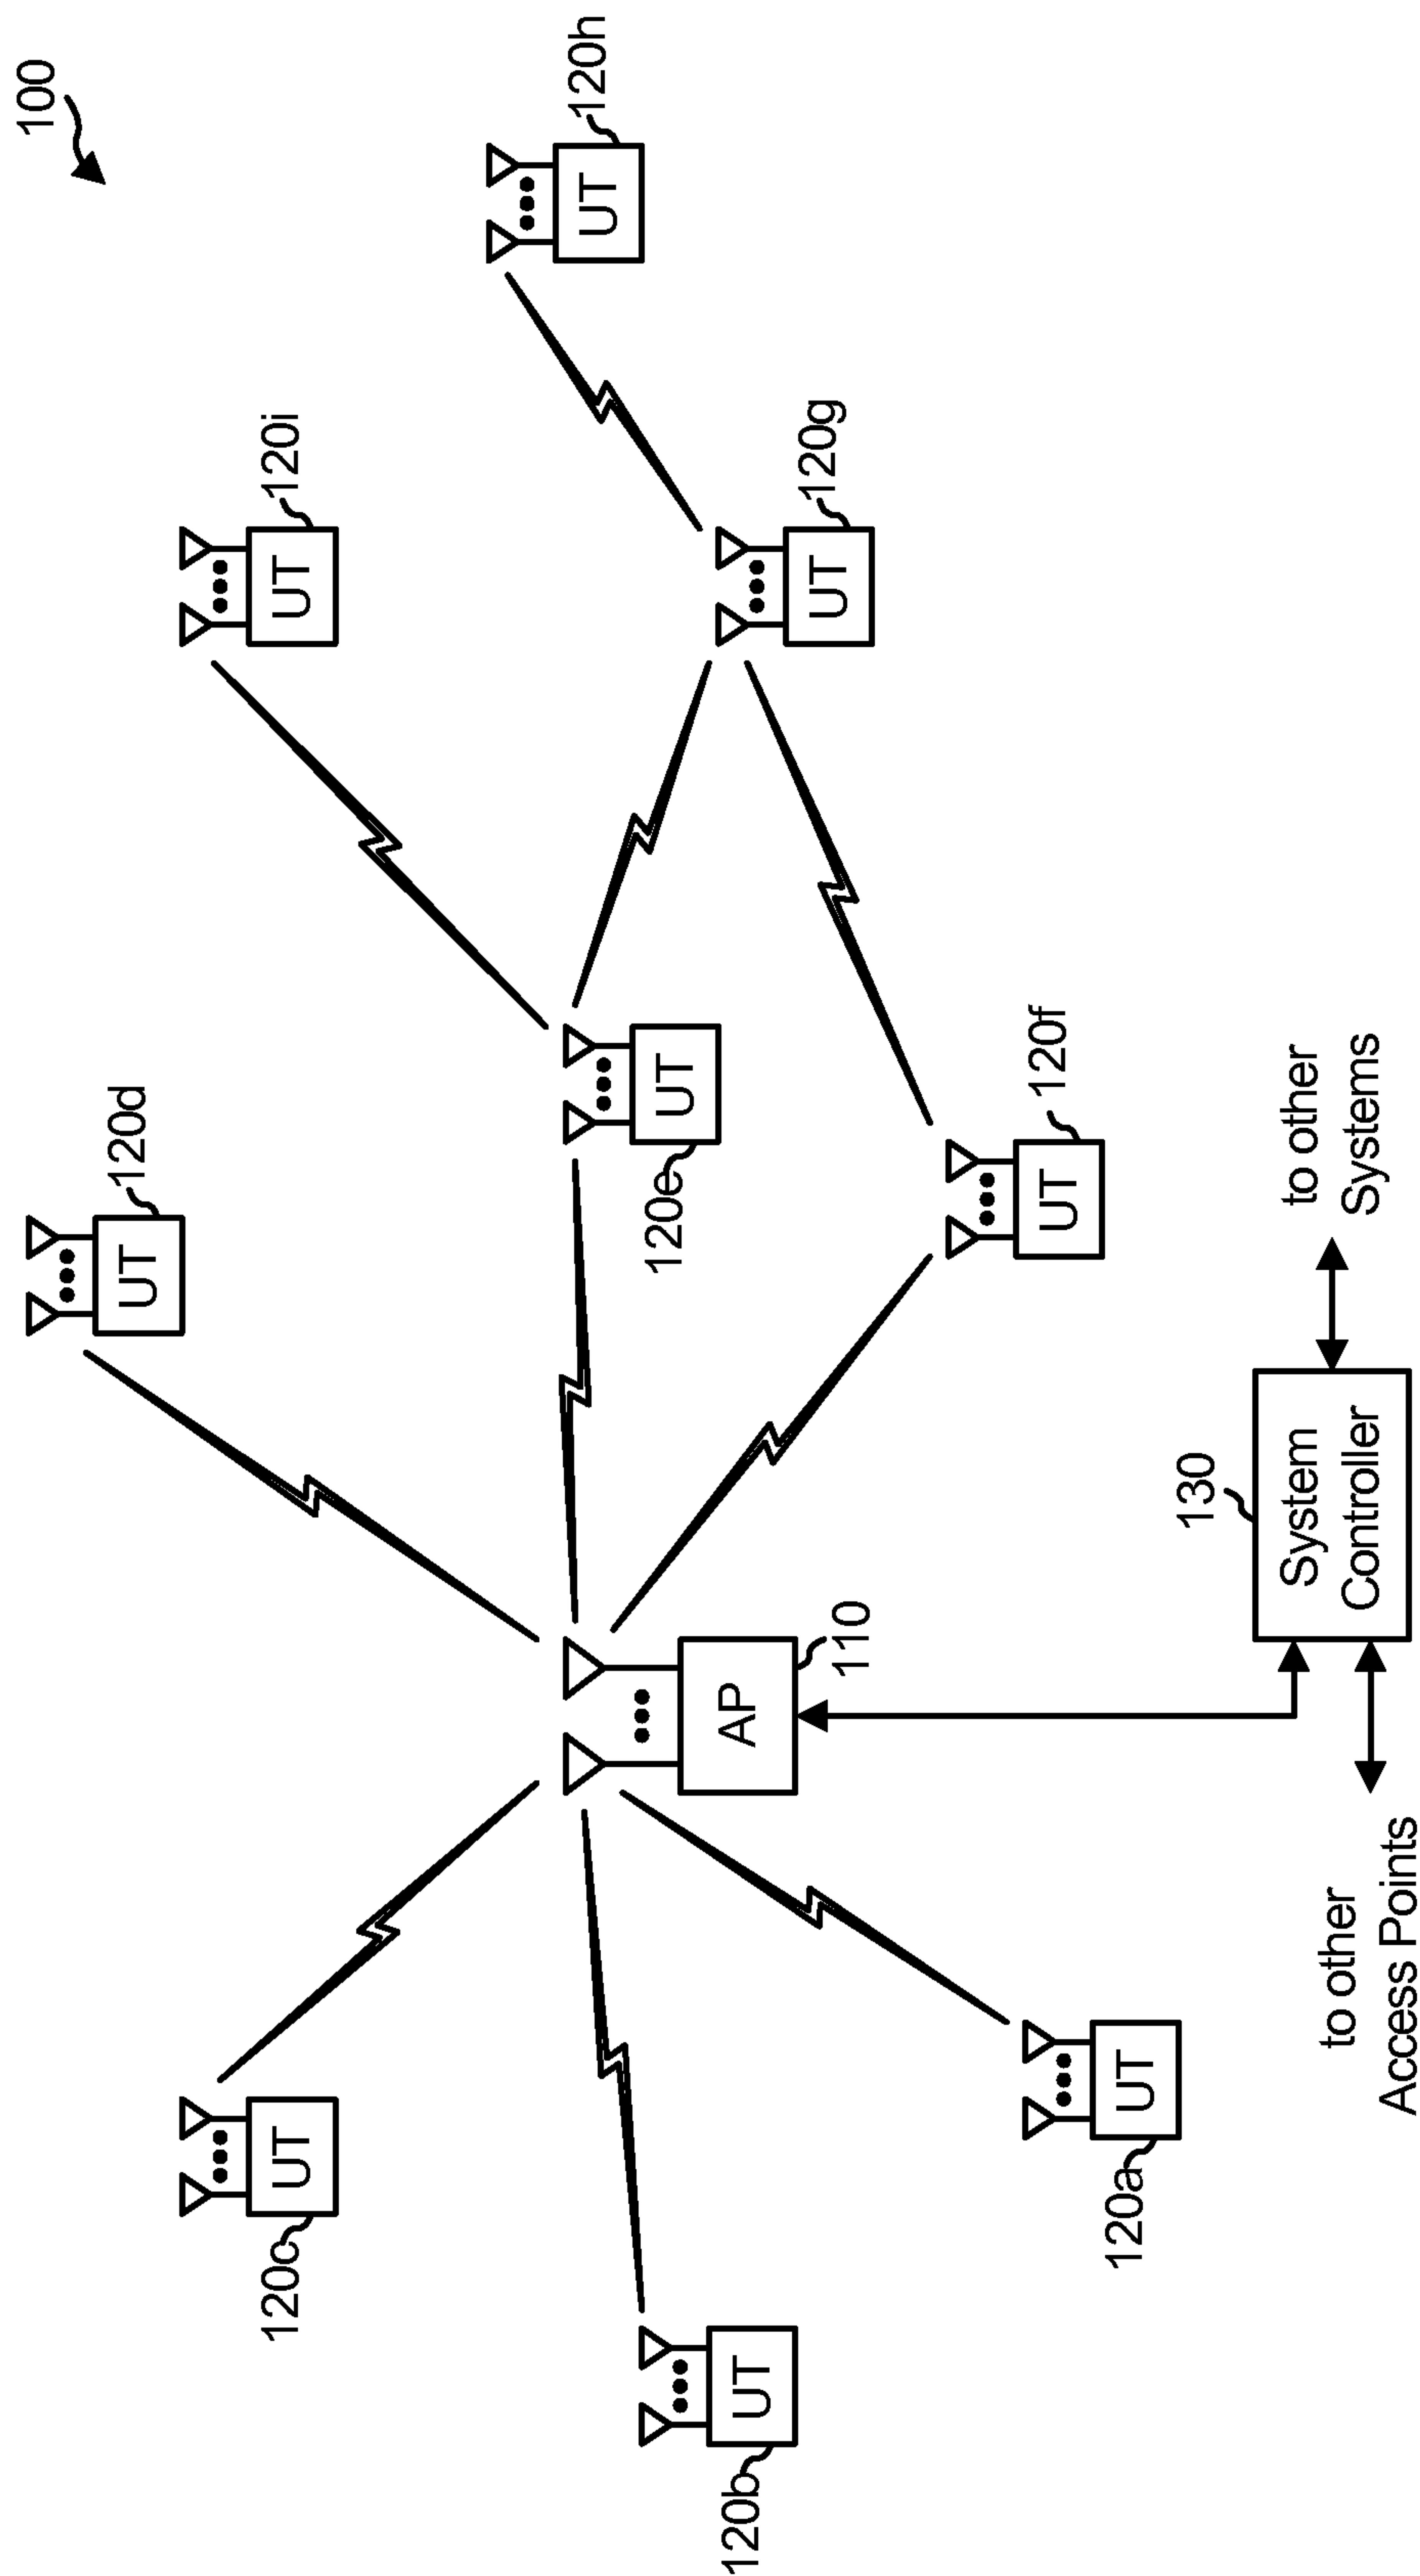 100
120d
UT
120i
UT
120h
UT
120c
UT
120e
UT
120b
UT
AP
110
120g
UT
120f
UT
120a
UT
130
System
Controller
to other
Systems
to other
Access Points